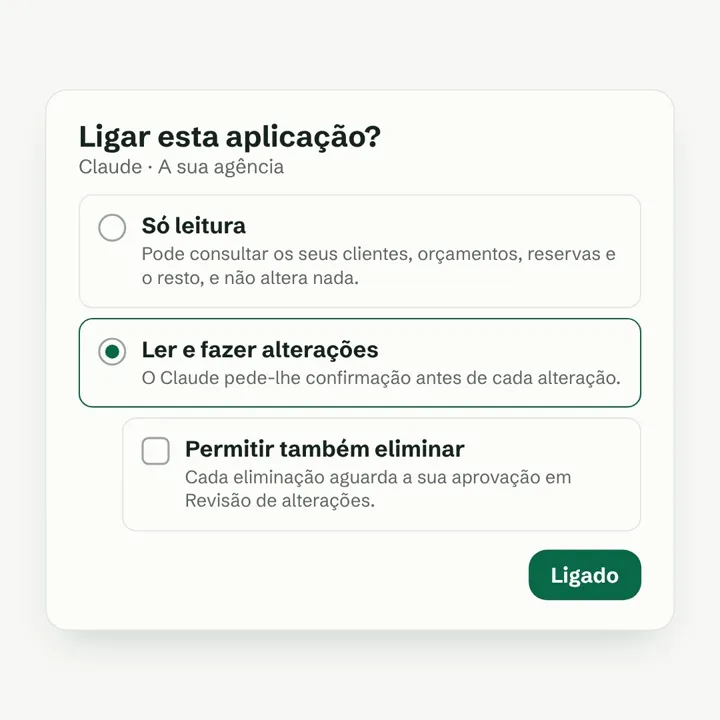 Ligar esta aplicação?
Claude · A sua agência
Só leitura
Pode consultar os seus clientes, orçamentos, reservas e
o resto, e não altera nada.
Ler e fazer alterações
O Claude pede-lhe confirmação antes de cada alteração.
Permitir também eliminar
Cada eliminação aguarda a sua aprovação em
Revisão de alterações.
Ligado